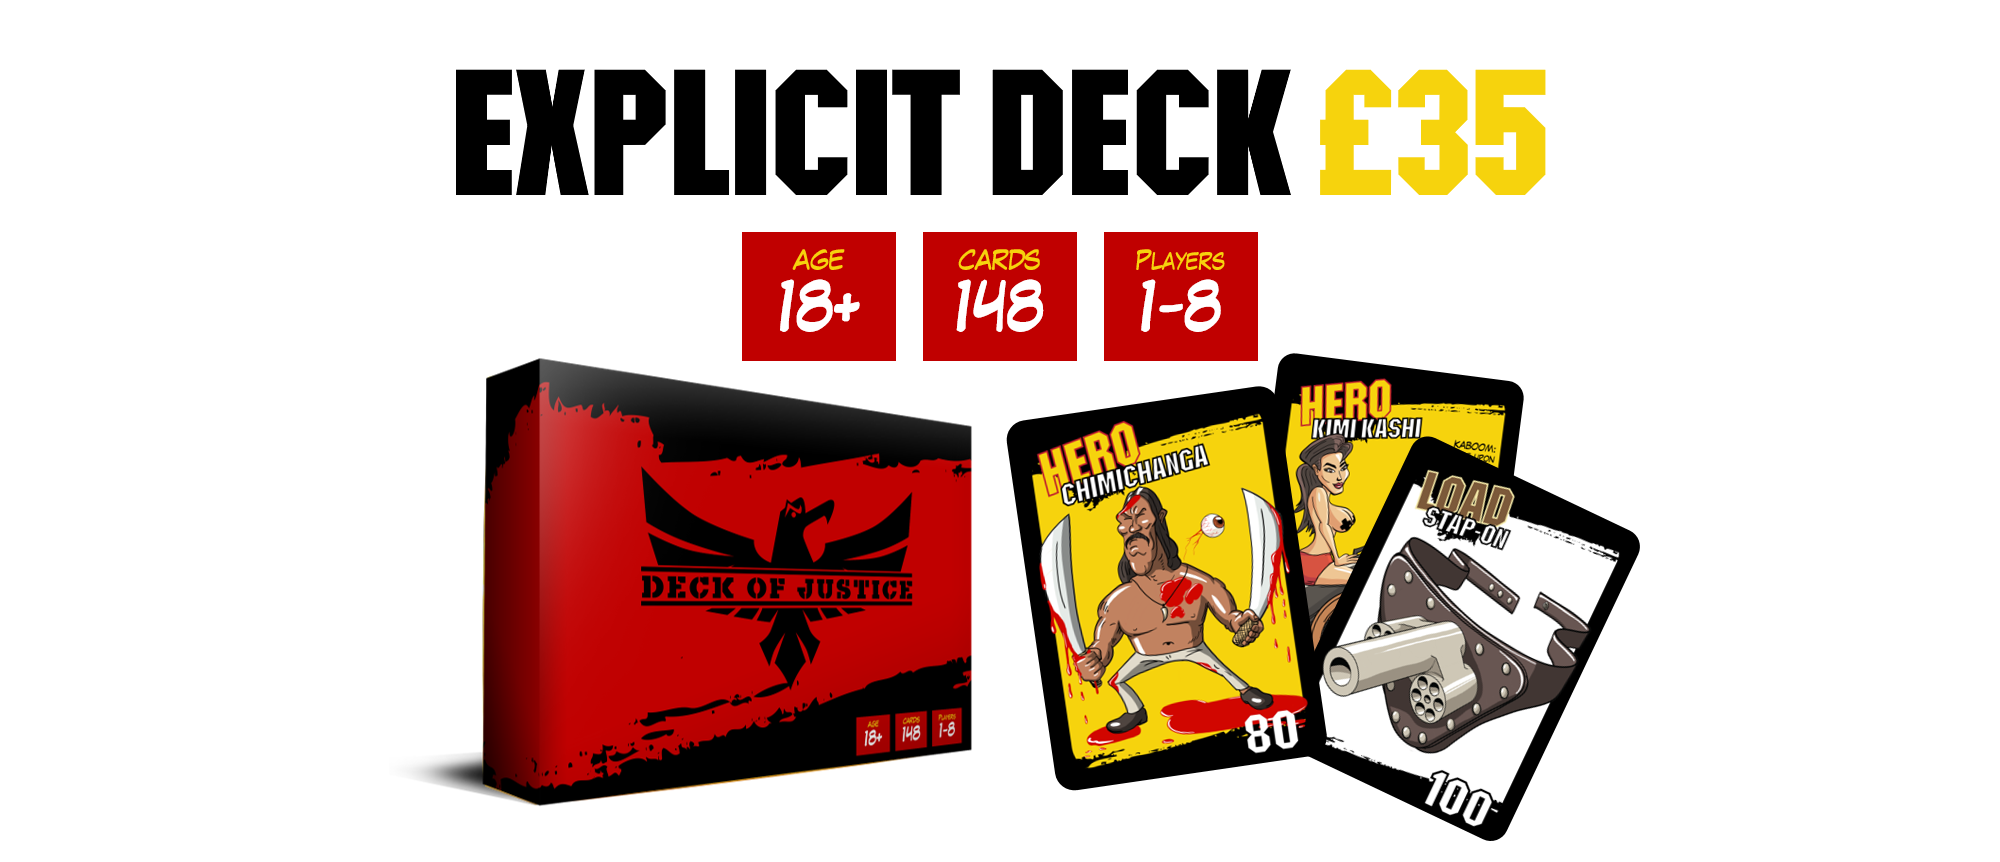 EXPLICIT DECK £35
AGE
18+
CARDS
148
PLAYERS
1-8
DECK OF JUSTICE
AGE
18+
CARDS
148
PLAYERS
1-8
HERO
CHIMICHANGA
80
HERO
KIMI KASHI
KABOOM:
LOAD
STAP-ON
100